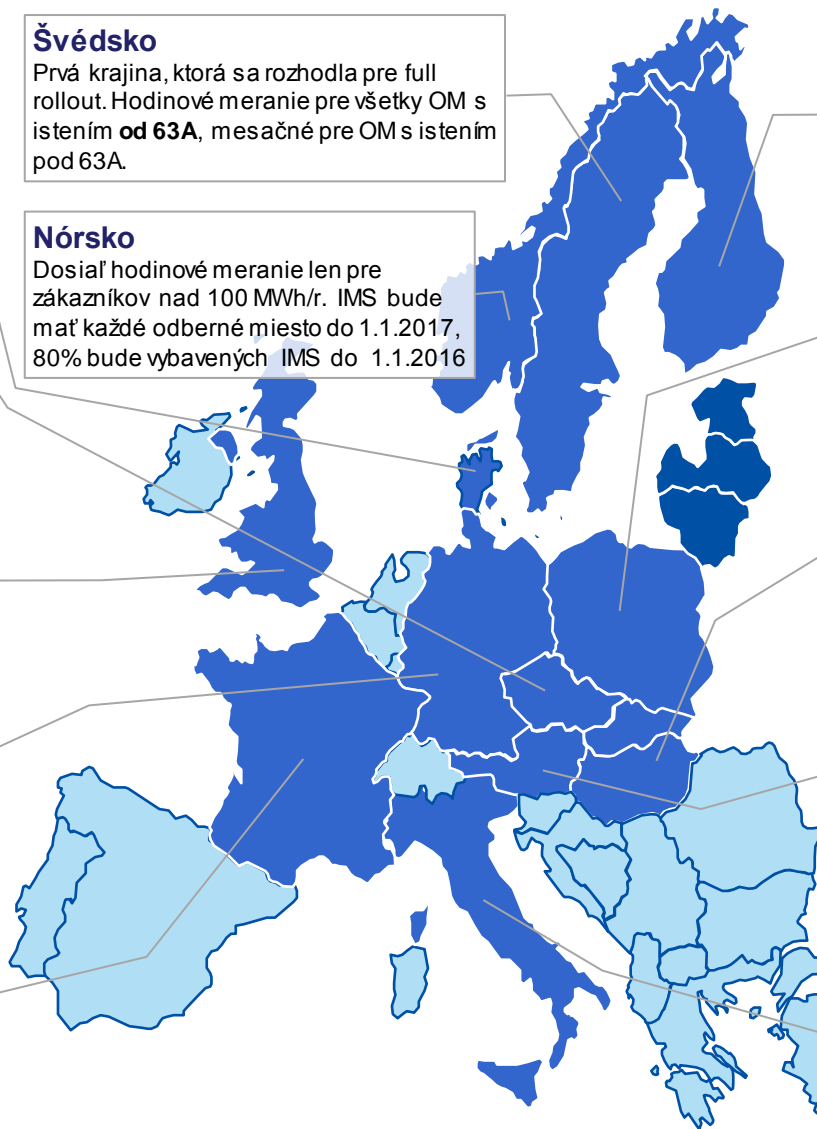 Švédsko
Prvá krajina, ktorá sa rozhodla pre full
rollout. Hodinové meranie pre všetky OM s
istením od 63A, mesačné pre OM s istením
pod 63A.
Nórsko
Dosiaľ hodinové meranie len pre
zákazníkov nad 100 MWh/r. IMS bude
mať každé odberné miesto do 1.1.2017,
80% bude vybavených IMS do 1.1.2016